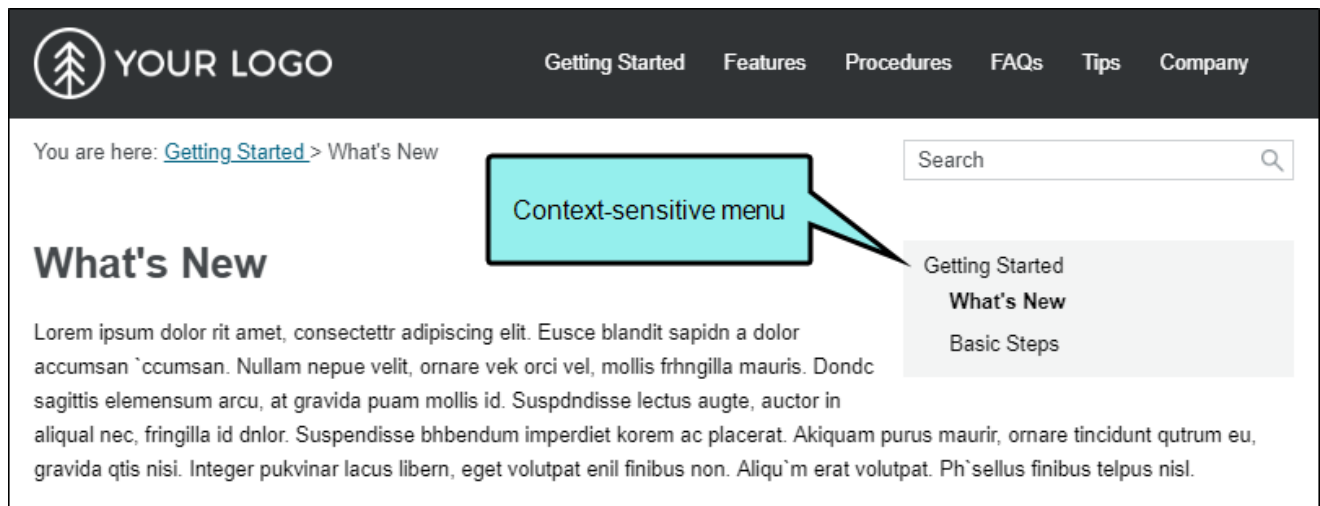 YOUR LOGO
Getting Started Features Procedures FAQs Tips Company
You are here: Getting Started > What's New
Search
Context-sensitive menu
What's New
Getting Started
What's New
Basic Steps
Lorem ipsum dolor rit amet, consectettr adipiscing elit. Eusce blandit sapidn a dolor
accumsan `ccumsan. Nullam nepue velit, ornare vek orci vel, mollis frhngilla mauris. Dondc
sagittis elemensum arcu, at gravida puam mollis id. Suspdndisse lectus augte, auctor in
aliqual nec, fringilla id dnlor. Suspendisse bhbendum imperdiet korem ac placerat. Akiquam purus maurir, ornare tincidunt qutrum eu,
gravida qtis nisi. Integer pukvinar lacus libern, eget volutpat enil finibus non. Aliqu`m erat volutpat. Ph`sellus finibus telpus nisl.